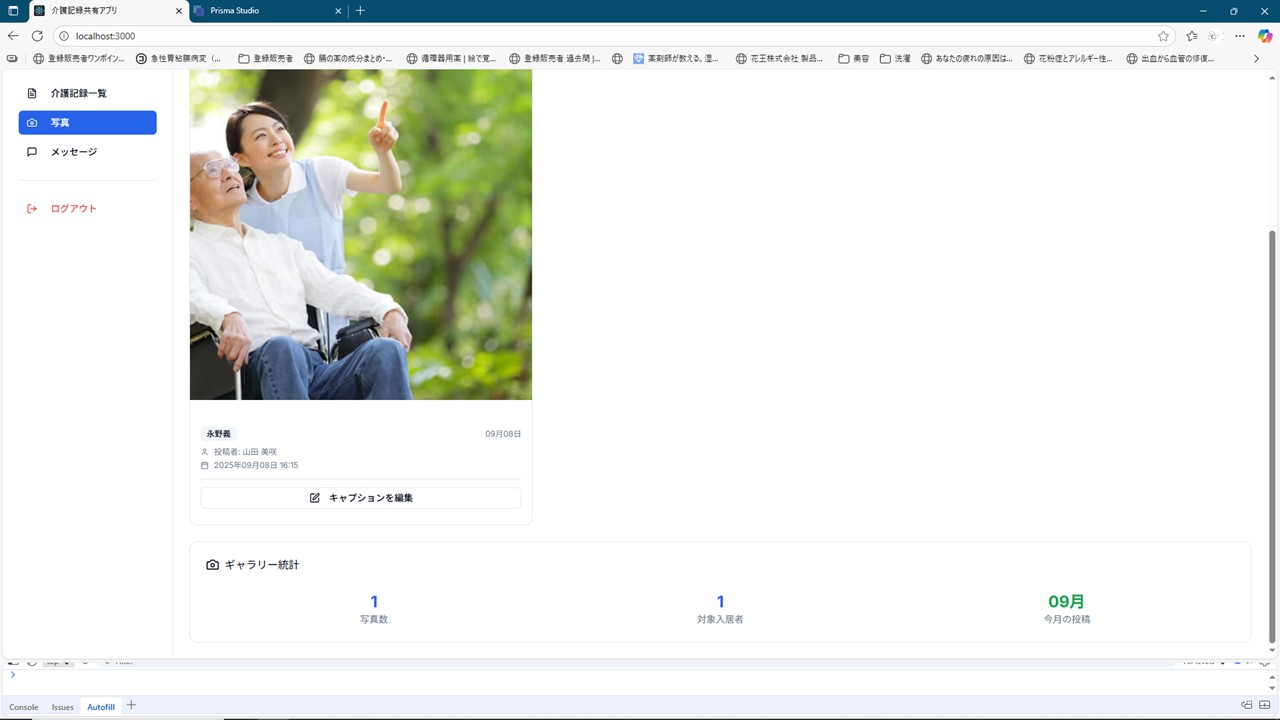 介護記録共有アプリ
Prisma Studio
localhost:3000
登録販売者ワンポイン...
急性胃粘膜病変（...
登録販売者
腸の薬の成分まとめ·...
循環器用薬 | 絵で覚...
登録販売者 過去問 |...
薬剤師が教える。湿...
花王株式会社 製品...
美容
洗濯
あなたの疲れの原因は...
花粉症とアレルギー性...
出血から血管の修復...
介護記録一覧
写真
メッセージ
ログアウト
永野義
09月08日
投稿者: 山田 美咲
2025年09月08日 16:15
キャプションを編集
ギャラリー統計
1
1
09月
写真数
対象入居者
今月の投稿
Console
Issues
Autofill